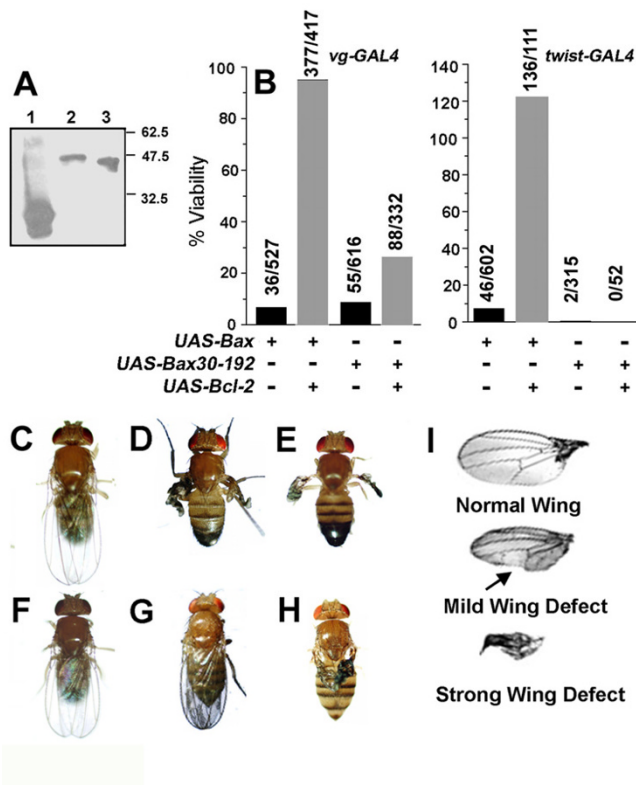 A
1 2 3
62.5
47.5
32.5
B
vg-GAL4
% Viability
100
80
60
40
20
0
36/527
377/417
55/616
88/332
twist-GAL4
140
120
100
80
60
40
20
0
46/602
136/111
2/315
0/52
UAS-Bax + + - - + + - -
UAS-Bax30-192 - - + + - - + +
UAS-Bcl-2 - + - + - + - +
C
D
E
F
G
H
I
Normal Wing
Mild Wing Defect
Strong Wing Defect